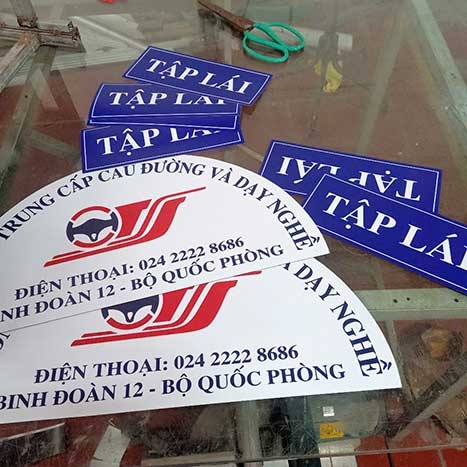 TẬP LÁI
TẬP LÁI
TẬP LÁI
TẬP LÁI
TẬP LÁI
TRUNG CẤP CẦU ĐƯỜNG VÀ DẠY NGHỀ
ĐIỆN THOẠI: 024 2222 8686
BINH ĐOÀN 12 - BỘ QUỐC PHÒNG
VÀ DẠY NGHỀ
ĐIỆN THOẠI: 024 2222 8686
BINH ĐOÀN 12 - BỘ QUỐC PHÒNG